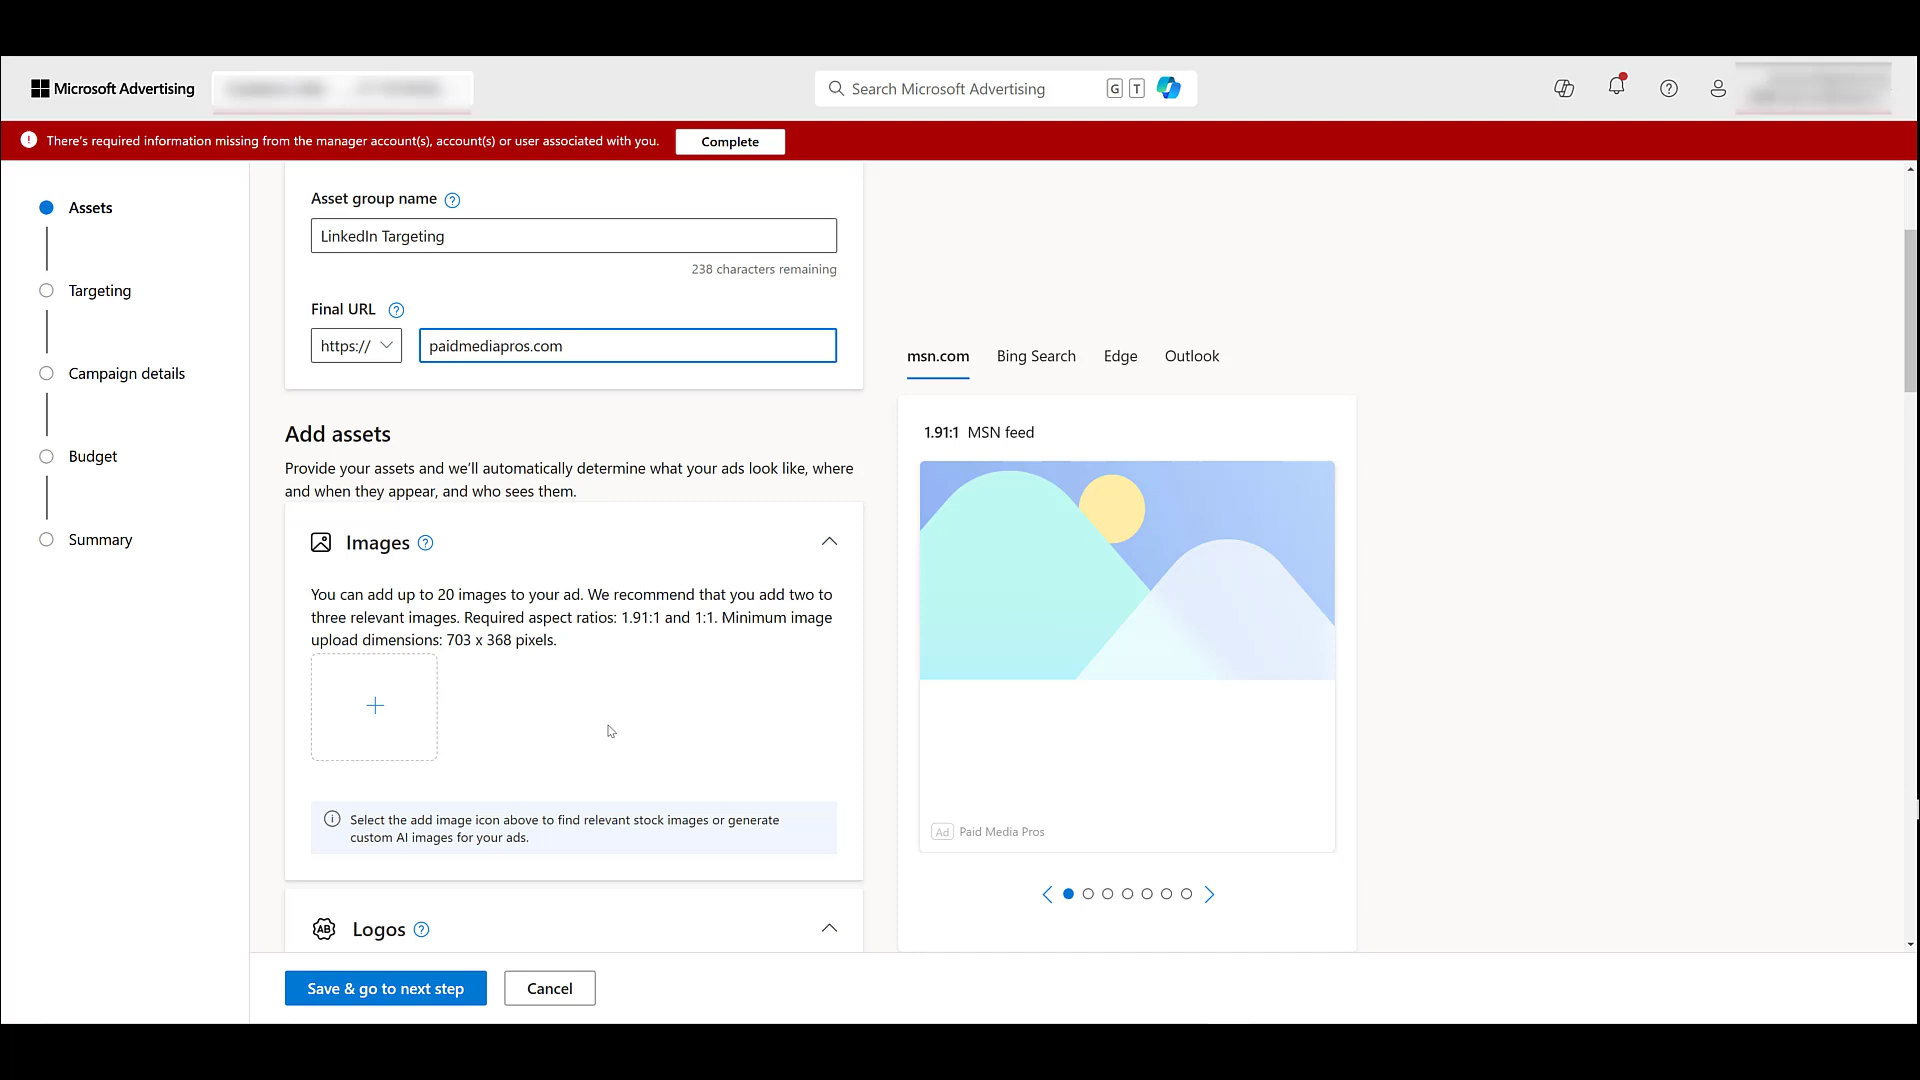 Microsoft Advertising
Search Microsoft Advertising
G T
There's required information missing from the manager account(s), account(s) or user associated with you.
Complete
Assets
Targeting
Campaign details
Budget
Summary
Asset group name
LinkedIn Targeting
238 characters remaining
Final URL
https://
paidmediapros.com
Add assets
Provide your assets and we'll automatically determine what your ads look like, where
and when they appear, and who sees them.
Images
You can add up to 20 images to your ad. We recommend that you add two to
three relevant images. Required aspect ratios: 1.91:1 and 1:1. Minimum image
upload dimensions: 703 x 368 pixels.
Select the add image icon above to find relevant stock images or generate
custom AI images for your ads.
AB Logos
msn.com Bing Search Edge Outlook
1.91:1 MSN feed
Ad Paid Media Pros
Save & go to next step
Cancel